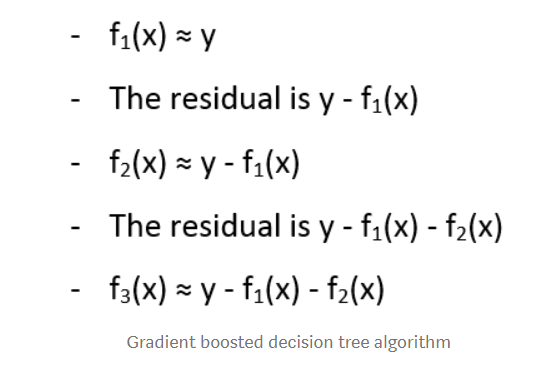 - f₁(x) ≈ y
- The residual is y - f₁(x)
- f₂(x) ≈ y - f₁(x)
- The residual is y - f₁(x) - f₂(x)
- f₃(x) ≈ y - f₁(x) - f₂(x)
Gradient boosted decision tree algorithm